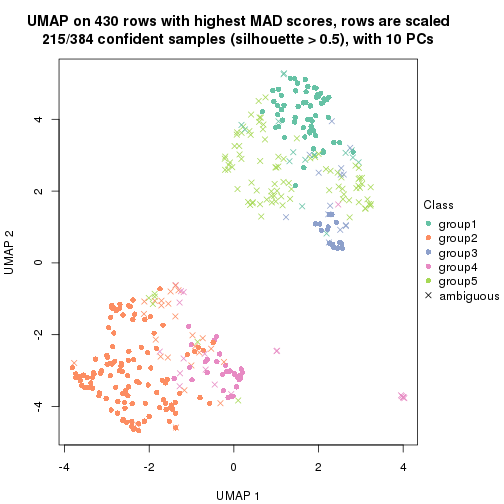 UMAP on 430 rows with highest MAD scores, rows are scaled
215/384 confident samples (silhouette > 0.5), with 10 PCs
4
2
0
-2
-4
UMAP 2
-4
-2
0
2
4
UMAP 1
Class
group1
group2
group3
group4
group5
ambiguous